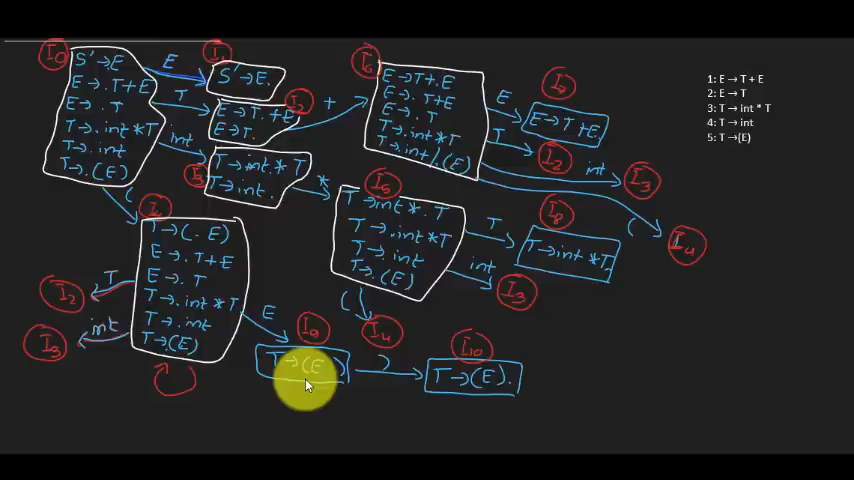 I0
S'→E
E→.T+E
E→.T
T→.int*T
T→.int
T→.(E)
E
T
int
(
I1
S'→E.
I2
E→T.+E
E→T.
+
I3
T→.int.*T
T→int.
*
I6
E→T+.E
E→.T+E
E→.T
T→.int*T
T→.int/.(E)
E
T
int
(
E→T+E.
I2
I3
I4
I5
T→int*.T
T→.int*T
T→.int
T→.(E)
T
int
(
I8
T→int*T.
I3
I4
I4
T→(.E)
E→.T+E
E→.T
T→.int*T
T→.int
T→.(E)
T
I2
int
I3
E
T→(E )
)
I10
T→(E).
1: E → T + E
2: E → T
3: T → int * T
4: T → int
5: T →(E)